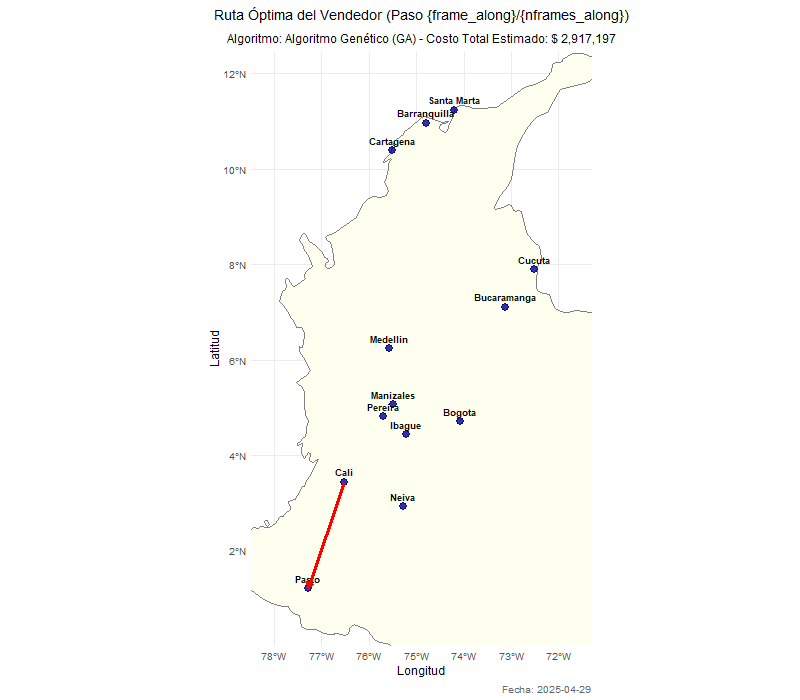 Ruta Óptima del Vendedor (Paso {frame_along}/{nframes_along})
Algoritmo: Algoritmo Genético (GA) - Costo Total Estimado: $ 2,917,197
12°N
Santa Marta
Barranquilla
Cartagena
10°N
8°N
Cucuta
Bucaramanga
Medellin
6°N
Manizales
Pereira
Bogota
Ibague
4°N
Cali
Neiva
2°N
Pasto
Latitud
78°W 77°W 76°W 75°W 74°W 73°W 72°W
Longitud
Fecha: 2025-04-29